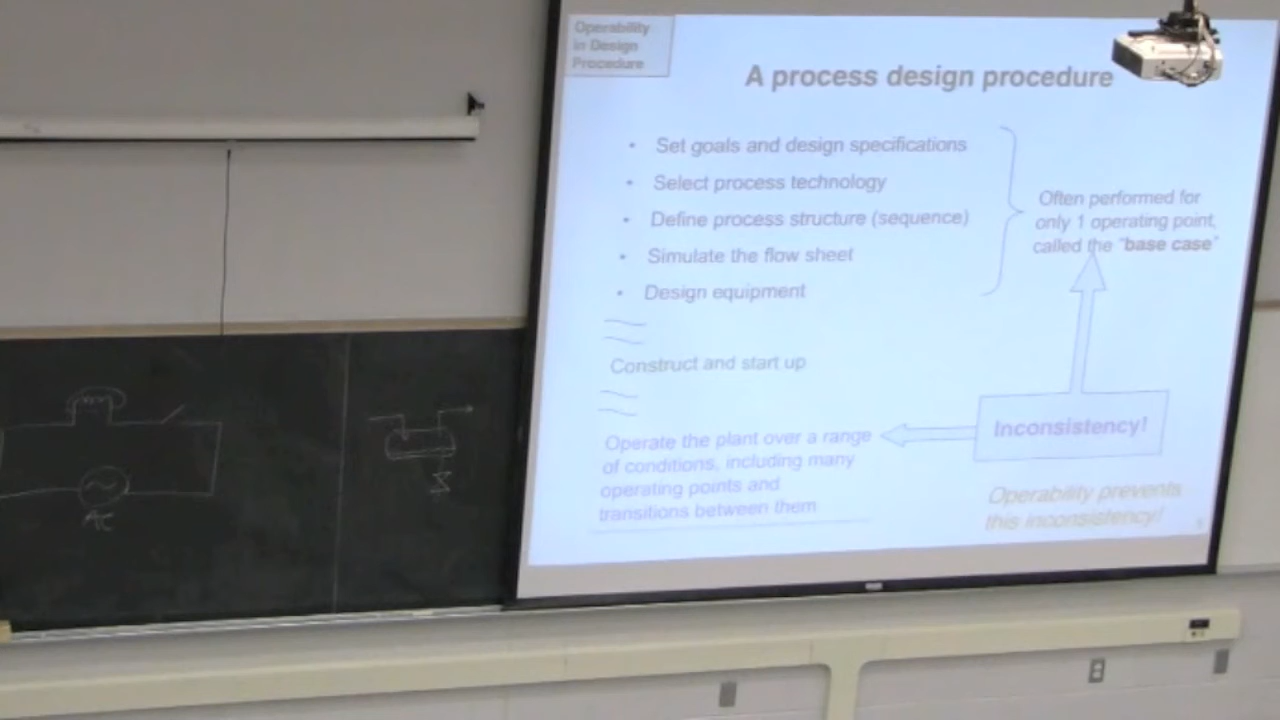 Operability
in Design
Procedure
A process design procedure
• Set goals and design specifications
• Select process technology
• Define process structure (sequence)
• Simulate the flow sheet
• Design equipment
Often performed for
only 1 operating point,
called the "base case"
Construct and start up
Operate the plant over a range
of conditions, including many
operating points and
transitions between them
Inconsistency!
Operability prevents
this inconsistency!
AC